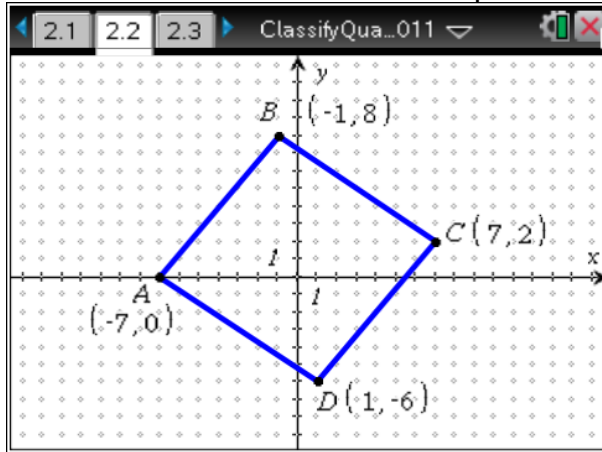 2.1 2.2 2.3 ClassifyQua…011
y
B (-1,8)
C(7,2)
x
1
A 1
(-7,0)
D(1,-6)